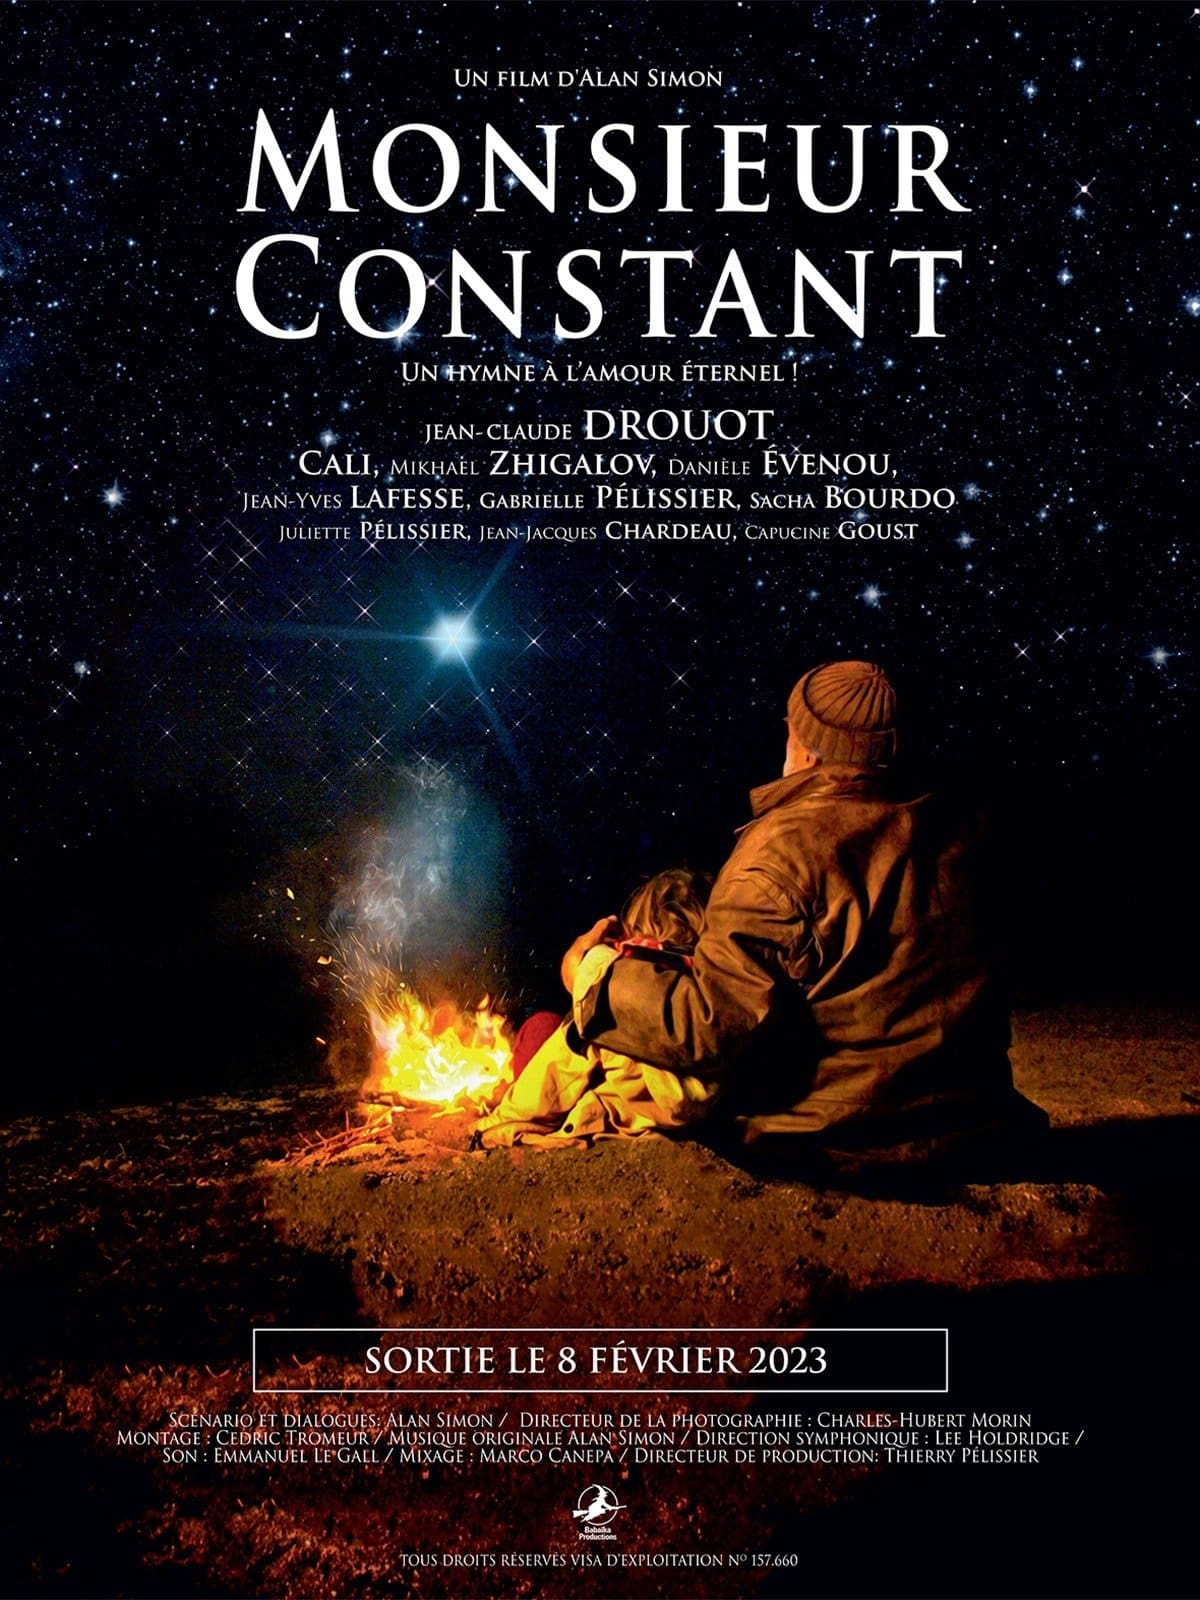 Un film d'Alan Simon
Monsieur
Constant
Un hymne à l'amour éternel !
Jean-Claude DROUOT
CALI, Mikhaël ZHIGALOV, Danièle ÉVENOU,
Jean-Yves LAFESSE, Gabrielle PÉLISSIER, Sacha BOURDO
Juliette PÉLISSIER, Jean-Jacques CHARDEAU, Capucine GOUST
SORTIE LE 8 FÉVRIER 2023
Scénario et dialogues: Alan Simon / Directeur de la photographie : Charles-Hubert Morin
Montage : Cédric Tromeur / Musique originale Alan Simon / Direction symphonique : Lee Holdridge /
Son : Emmanuel Le Gall / Mixage : Marco Canepa / Directeur de production: Thierry Pélissier
Babaïka
Productions
TOUS DROITS RÉSERVÉS VISA D'EXPLOITATION Nº 157.660